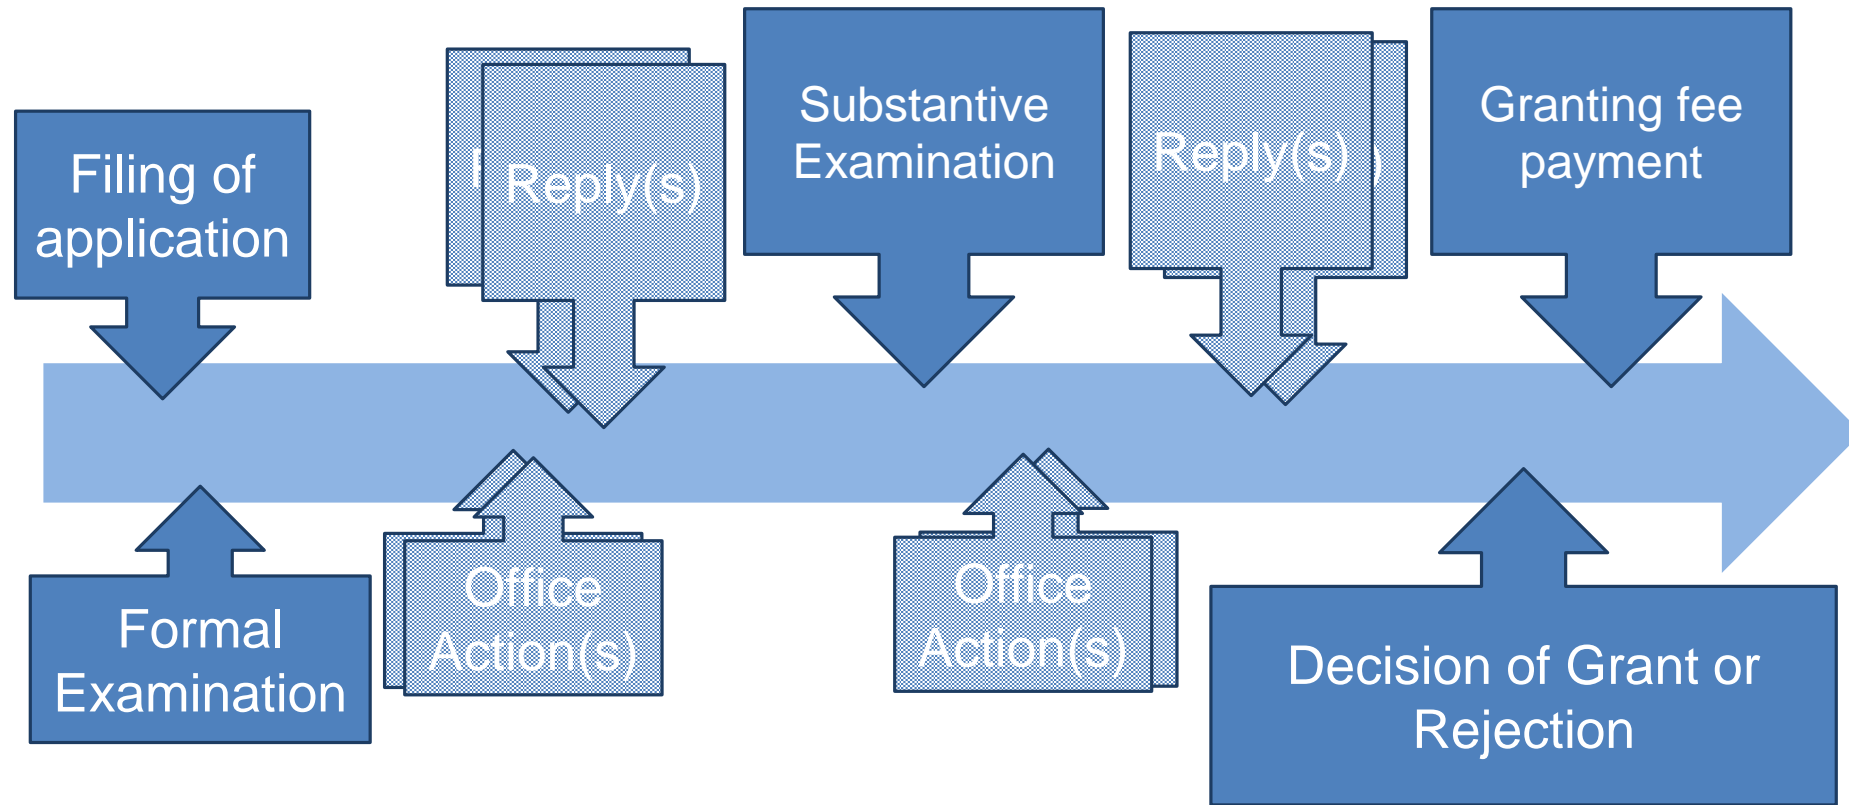 Filing of
application
Reply(s)
Substantive
Examination
Reply(s)
)
Granting fee
payment
Formal
Examination
Office
Action(s)
Office
Action(s)
Decision of Grant or
Rejection